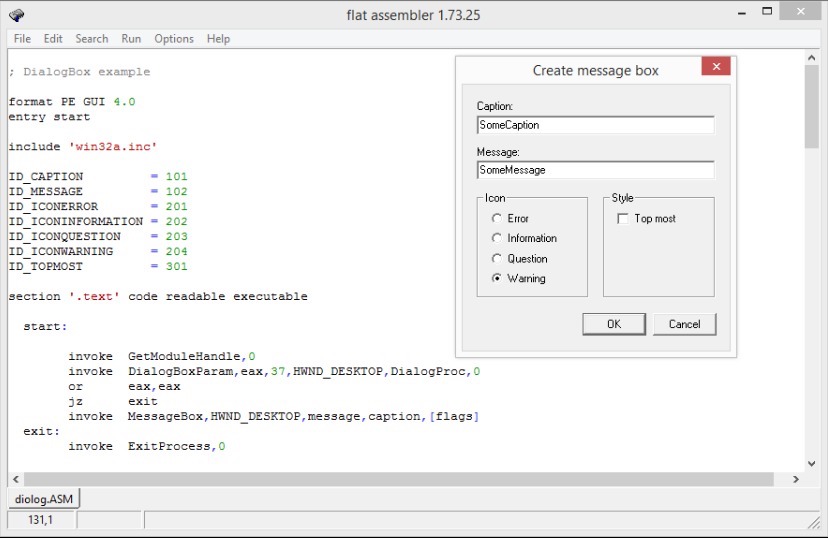 flat assembler 1.73.25
File Edit Search Run Options Help
; DialogBox example
format PE GUI 4.0
entry start
include 'win32a.inc'
ID_CAPTION = 101
ID_MESSAGE = 102
ID_ICONERROR = 201
ID_ICONINFORMATION = 202
ID_ICONQUESTION = 203
ID_ICONWARNING = 204
ID_TOPMOST = 301
section '.text' code readable executable
start:
invoke GetModuleHandle,0
invoke DialogBoxParam,eax,37,HWND_DESKTOP,DialogProc,0
or eax,eax
jz exit
invoke MessageBox,HWND_DESKTOP,message,caption,[flags]
exit:
invoke ExitProcess,0
Create message box
Caption:
SomeCaption
Message:
SomeMessage
Icon
Error
Information
Question
Warning
Style
Top most
OK Cancel
diolog.ASM
131,1